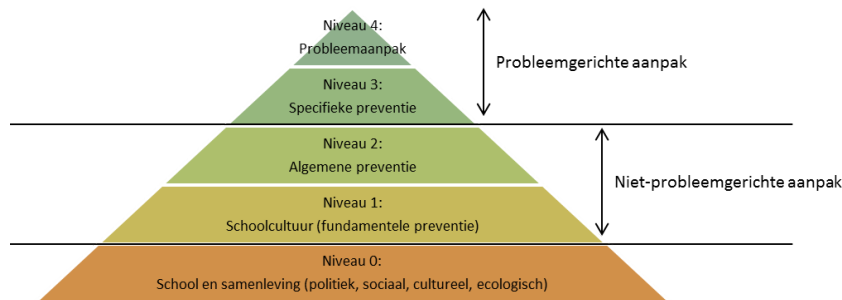 Niveau 4:
Probleemaanpak
Probleemgerichte aanpak
Niveau 3:
Specifieke preventie
Niveau 2:
Algemene preventie
Niet-probleemgerichte aanpak
Niveau 1:
Schoolcultuur (fundamentele preventie)
Niveau 0:
School en samenleving (politiek, sociaal, cultureel, ecologisch)